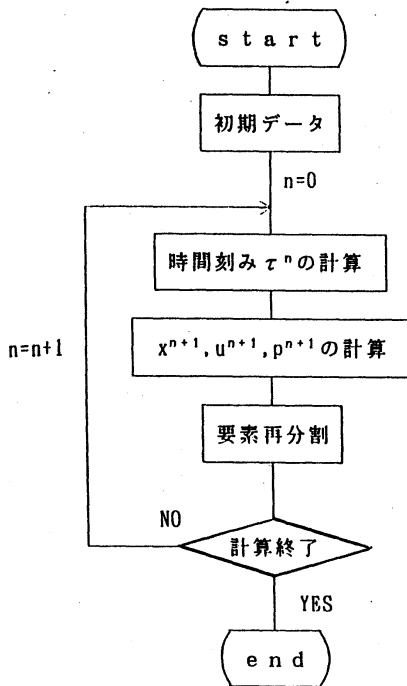 start
初期データ
n=0
時間刻みτⁿの計算
n=n+1
xⁿ⁺¹,uⁿ⁺¹,pⁿ⁺¹の計算
要素再分割
NO
計算終了
YES
end